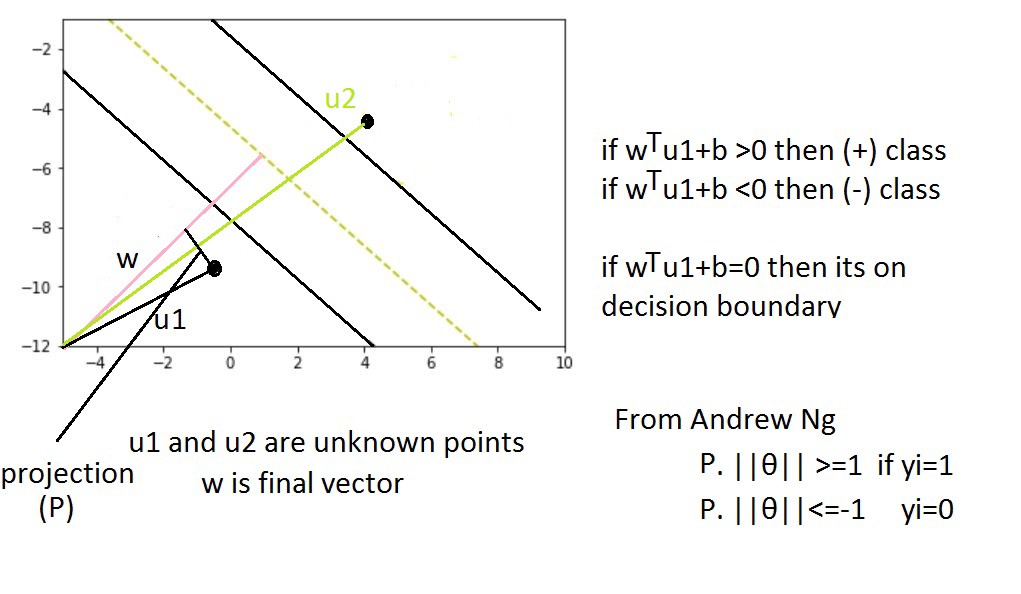 −2
−4
−6
−8
−10
−12
−4
−2
0
2
4
6
8
10
u2
w
u1
projection
(P)
u1 and u2 are unknown points
w is final vector
if wᵀu1+b >0 then (+) class
if wᵀu1+b <0 then (-) class
if wᵀu1+b=0 then its on
decision boundary
From Andrew Ng
P. ||θ|| >=1 if yi=1
P. ||θ||<=-1 yi=0